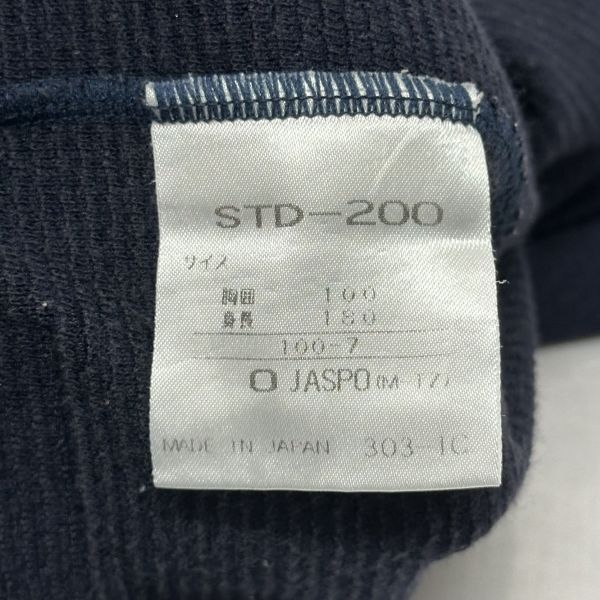 STD-200
サイズ
胸囲 100
身長 180
100-7
O JASPO(M-17)
MADE IN JAPAN 303-1C